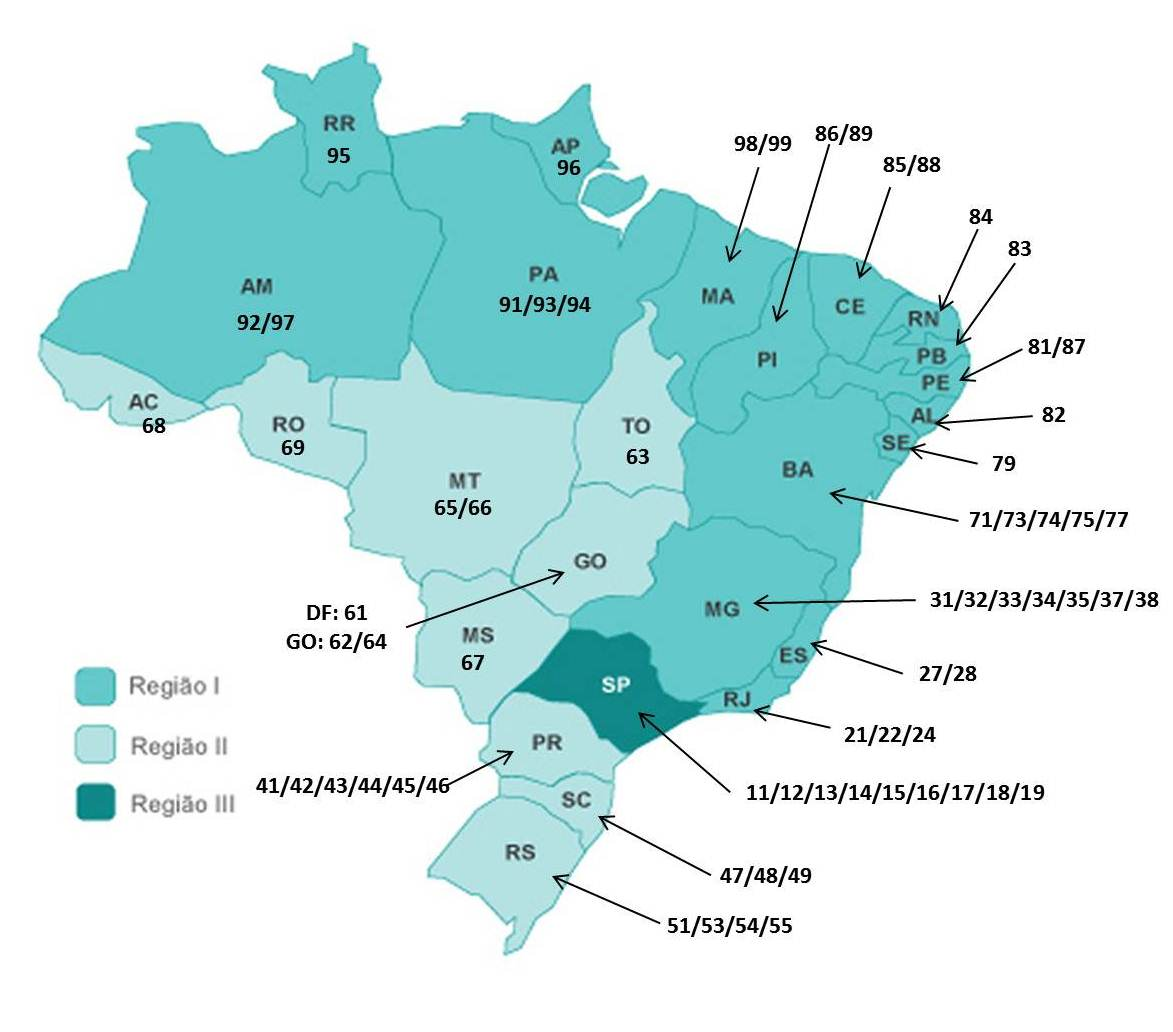 RR
95
AP
96
98/99
86/89
85/88
84
83
AM
92/97
PA
91/93/94
MA
CE
RN
PI
PB
81/87
PE
AC
68
RO
69
TO
63
AL
82
SE
79
MT
65/66
BA
71/73/74/75/77
GO
DF: 61
GO: 62/64
MG
31/32/33/34/35/37/38
MS
67
ES
27/28
SP
RJ
21/22/24
Região I
Região II
Região III
PR
41/42/43/44/45/46
11/12/13/14/15/16/17/18/19
SC
47/48/49
RS
51/53/54/55